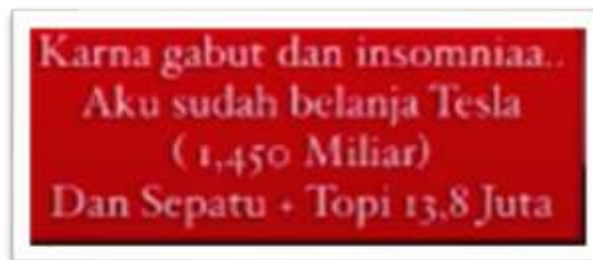 Karna gabut dan insomniaa..
Aku sudah belanja Tesla
( 1,450 Miliar)
Dan Sepatu + Topi 13,8 Juta